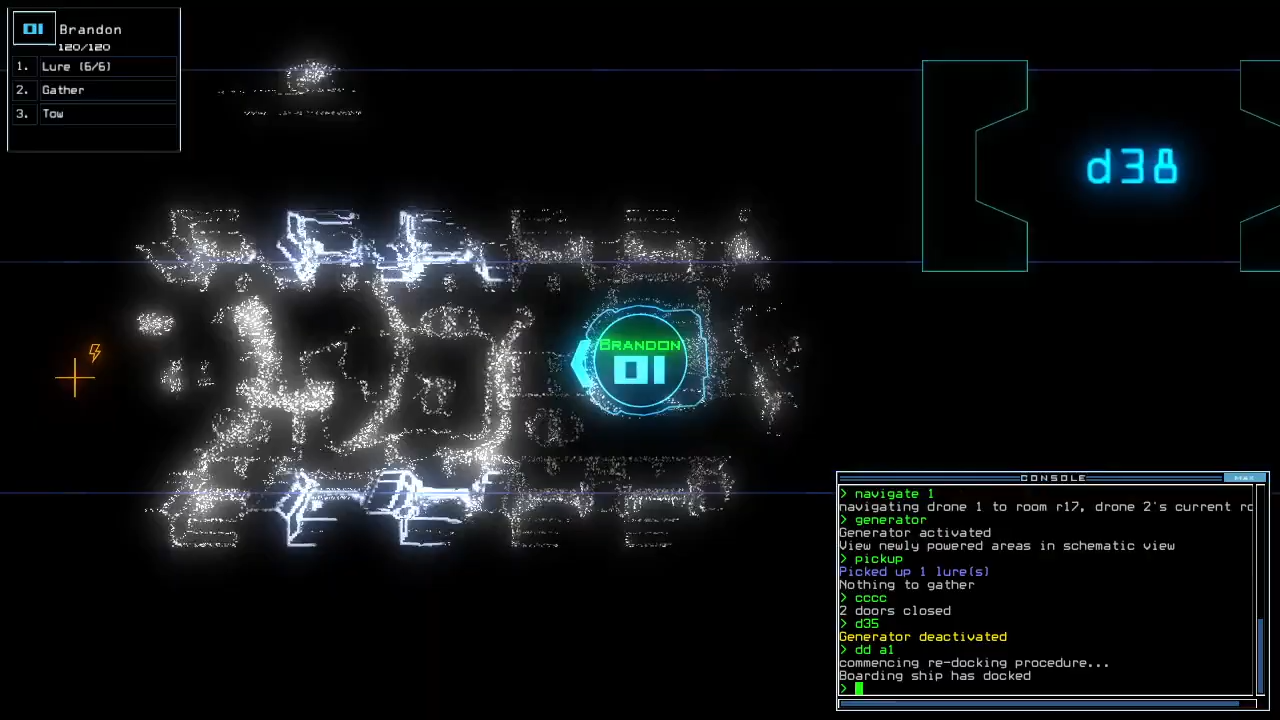 01 Brandon
120/120
1. Lure (6/6)
2. Gather
3. Tow
d38
BRANDON
01
CONSOLE
MAX
> navigate 1
navigating drone 1 to room r17, drone 2's current ro
> generator
Generator activated
View newly powered areas in schematic view
> pickup
Picked up 1 lure(s)
Nothing to gather
> cccc
2 doors closed
> d35
Generator deactivated
> dd a1
commencing re-docking procedure...
Boarding ship has docked
>